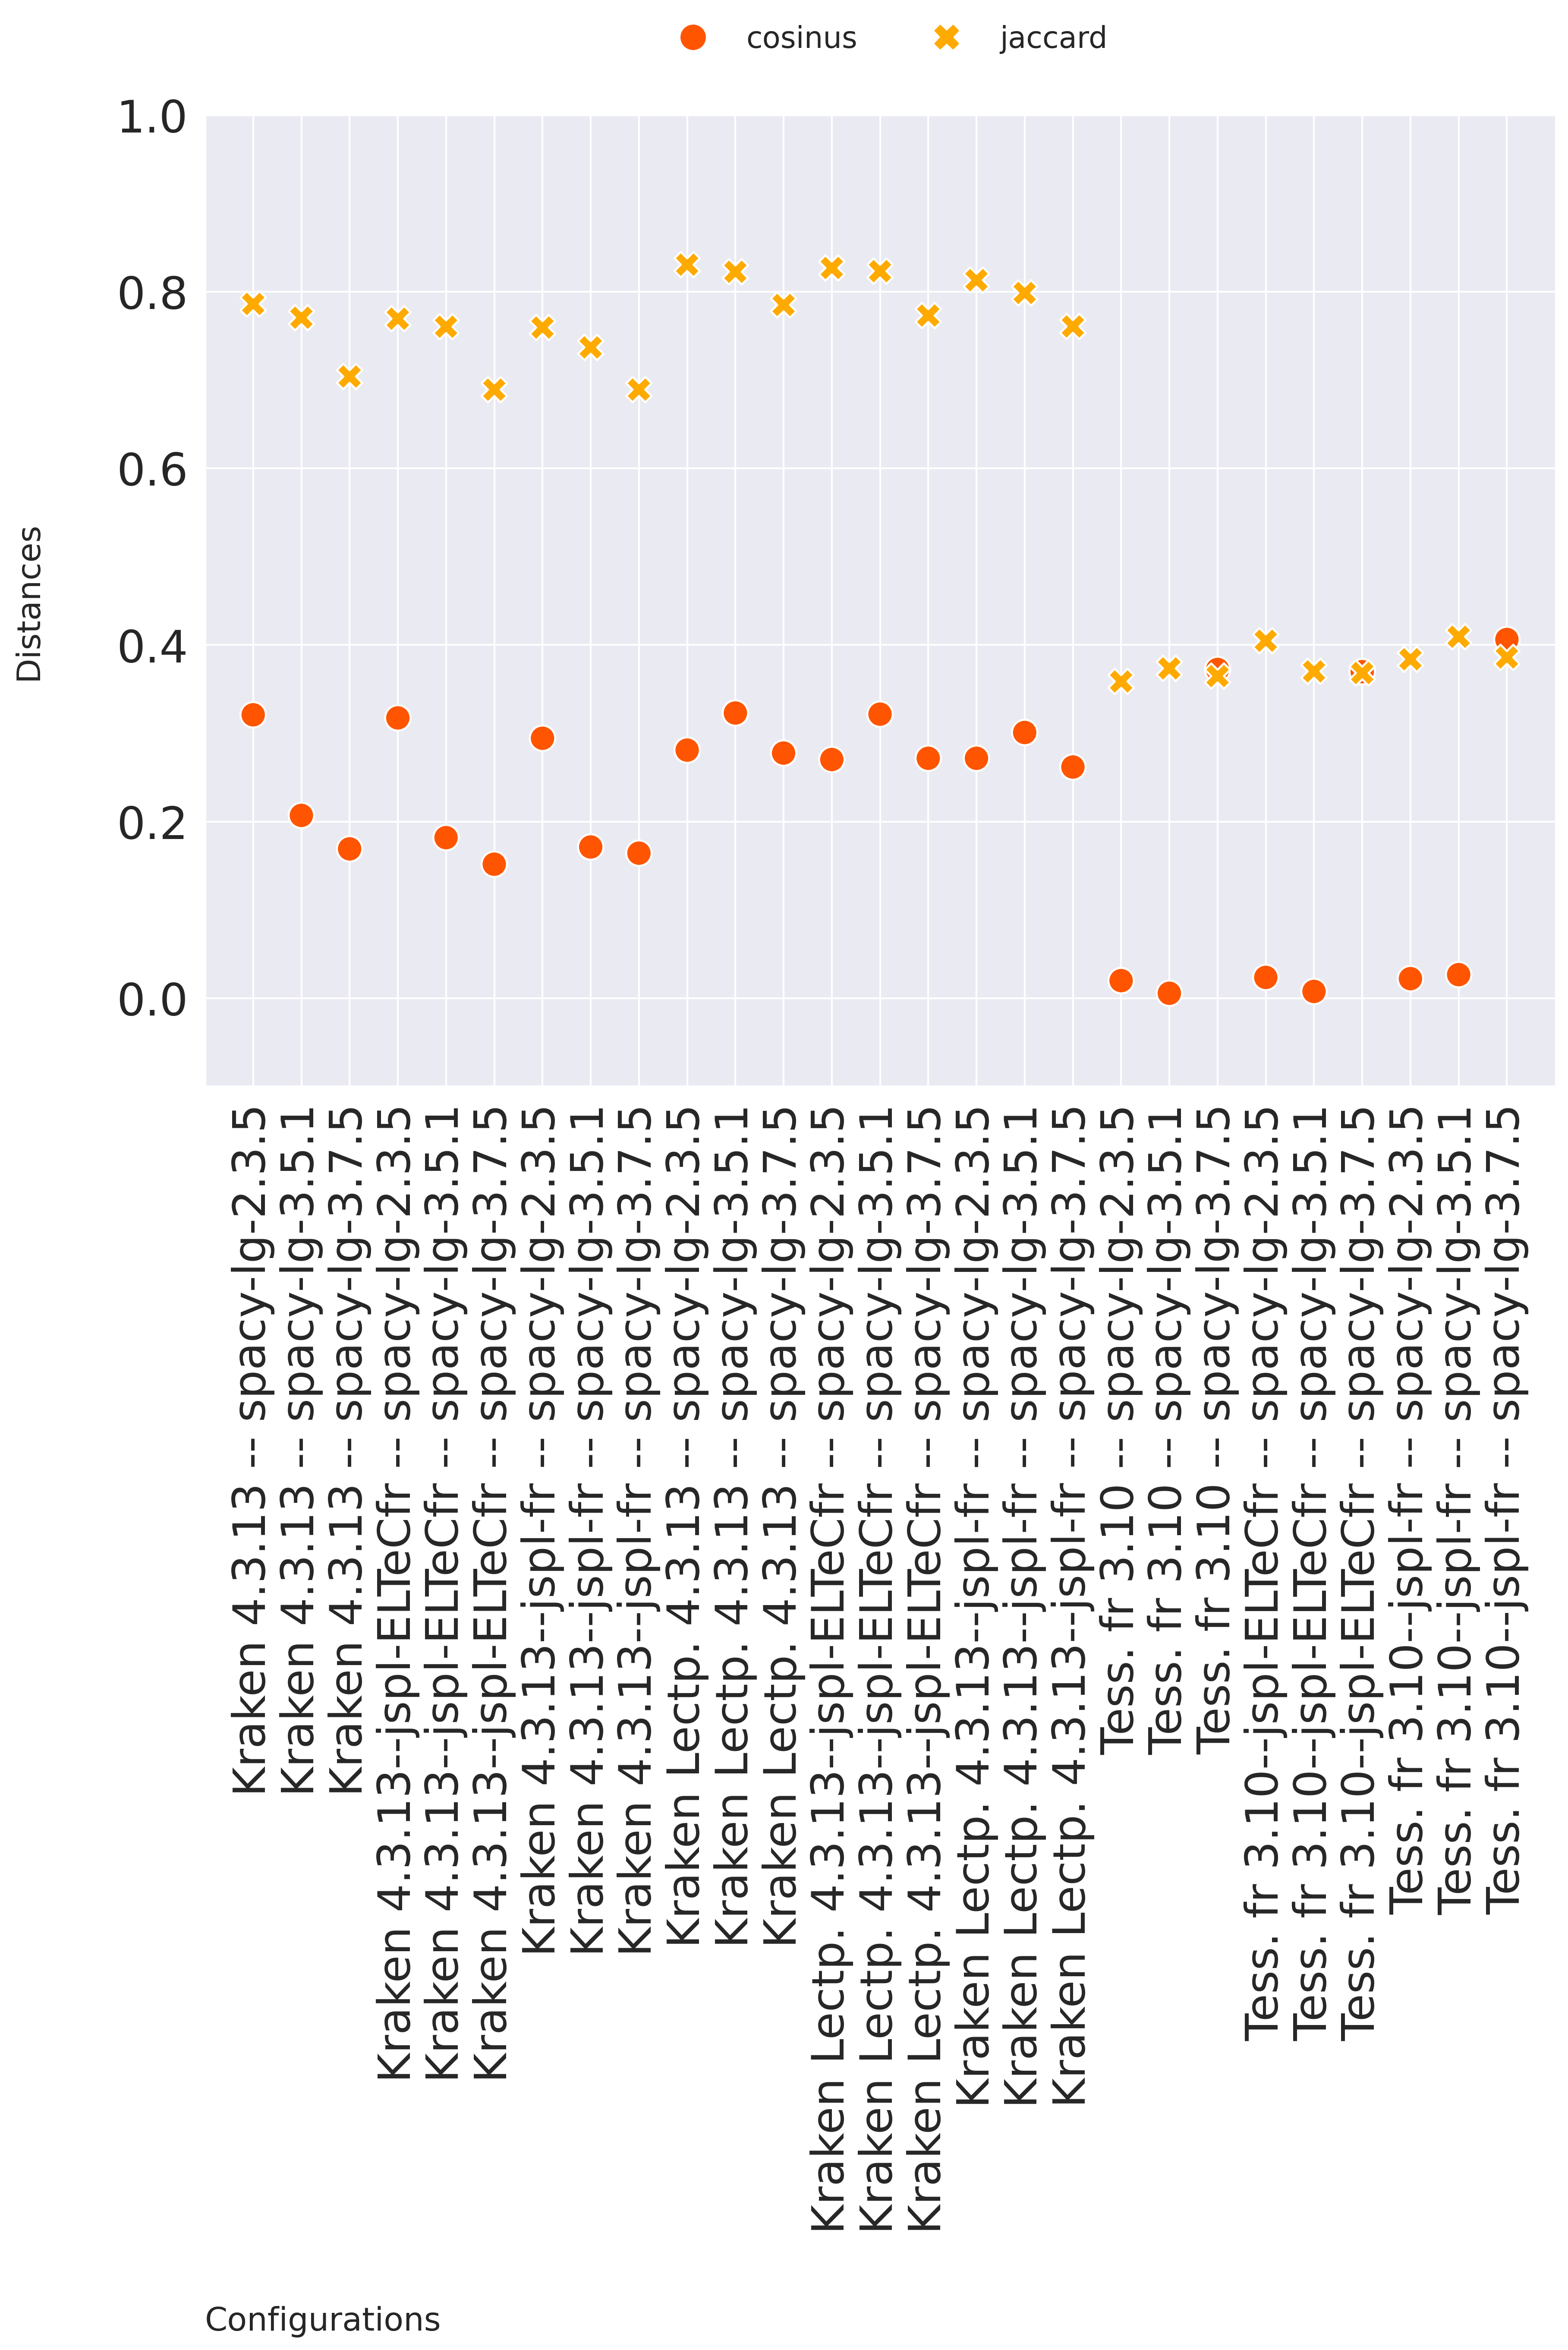 cosinus jaccard
1.0
0.8
0.6
0.4
0.2
0.0
Distances
Kraken 4.3.13 -- spacy-lg-2.3.5
Kraken 4.3.13 -- spacy-lg-3.5.1
Kraken 4.3.13 -- spacy-lg-3.7.5
Kraken 4.3.13--jspl-ELTeCfr -- spacy-lg-2.3.5
Kraken 4.3.13--jspl-ELTeCfr -- spacy-lg-3.5.1
Kraken 4.3.13--jspl-ELTeCfr -- spacy-lg-3.7.5
Kraken 4.3.13--jspl-fr -- spacy-lg-2.3.5
Kraken 4.3.13--jspl-fr -- spacy-lg-3.5.1
Kraken 4.3.13--jspl-fr -- spacy-lg-3.7.5
Kraken Lectp. 4.3.13 -- spacy-lg-2.3.5
Kraken Lectp. 4.3.13 -- spacy-lg-3.5.1
Kraken Lectp. 4.3.13 -- spacy-lg-3.7.5
Kraken Lectp. 4.3.13--jspl-ELTeCfr -- spacy-lg-2.3.5
Kraken Lectp. 4.3.13--jspl-ELTeCfr -- spacy-lg-3.5.1
Kraken Lectp. 4.3.13--jspl-ELTeCfr -- spacy-lg-3.7.5
Kraken Lectp. 4.3.13--jspl-fr -- spacy-lg-2.3.5
Kraken Lectp. 4.3.13--jspl-fr -- spacy-lg-3.5.1
Kraken Lectp. 4.3.13--jspl-fr -- spacy-lg-3.7.5
Tess. fr 3.10 -- spacy-lg-2.3.5
Tess. fr 3.10 -- spacy-lg-3.5.1
Tess. fr 3.10 -- spacy-lg-3.7.5
Tess. fr 3.10--jspl-ELTeCfr -- spacy-lg-2.3.5
Tess. fr 3.10--jspl-ELTeCfr -- spacy-lg-3.5.1
Tess. fr 3.10--jspl-ELTeCfr -- spacy-lg-3.7.5
Tess. fr 3.10--jspl-fr -- spacy-lg-2.3.5
Tess. fr 3.10--jspl-fr -- spacy-lg-3.5.1
Tess. fr 3.10--jspl-fr -- spacy-lg-3.7.5
Configurations